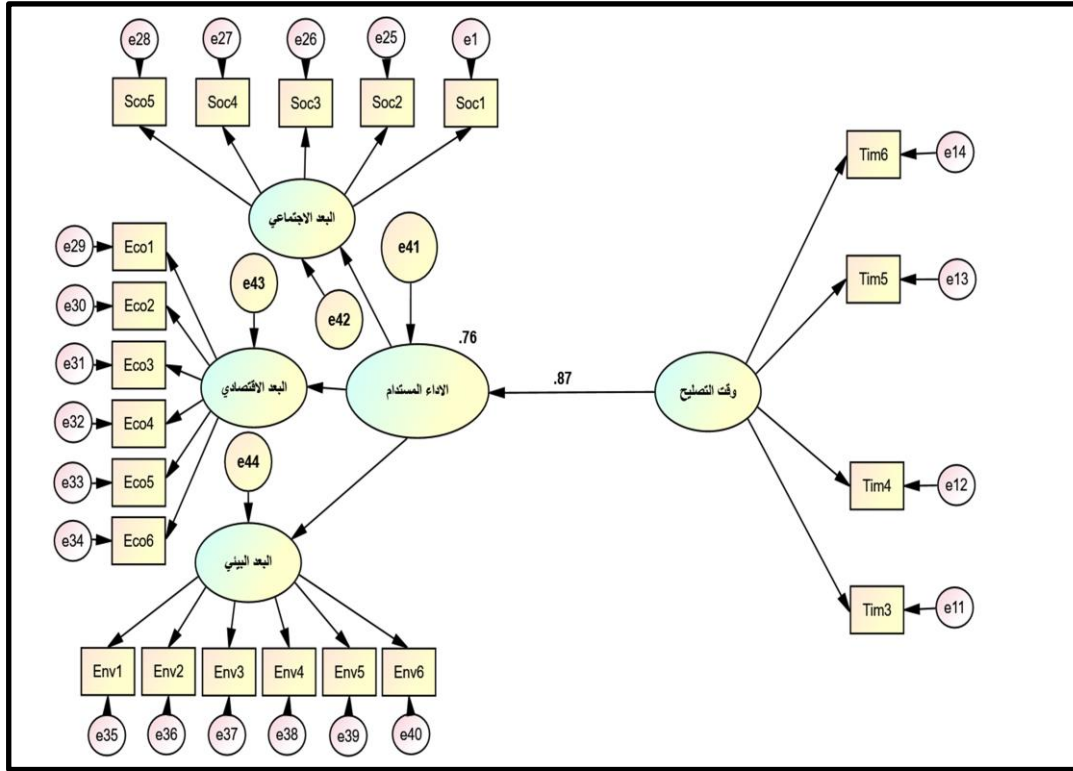 e28 e27 e26 e25 e1
Sco5 Soc4 Soc3 Soc2 Soc1
e14 Tim6
البعد الاجتماعي
e41
e29 Eco1
e43
e42
e13 Tim5
e30 Eco2
.76
e31 Eco3
البعد الاقتصادي
الاداء المستدام
.87
وقت التصليح
e32 Eco4
e44
e33 Eco5
e12 Tim4
e34 Eco6
البعد البيئي
e11 Tim3
Env1 Env2 Env3 Env4 Env5 Env6
e35 e36 e37 e38 e39 e40